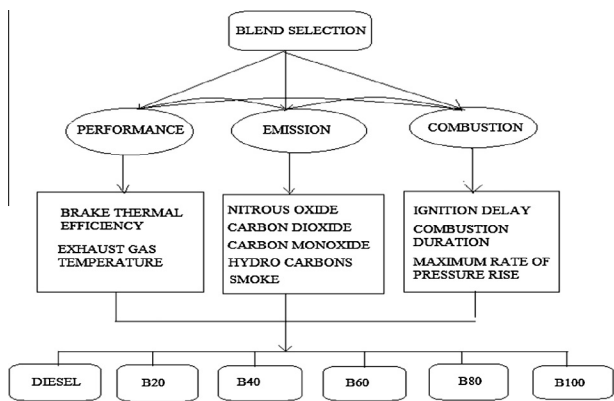 BLEND SELECTION
PERFORMANCE
EMISSION
COMBUSTION
BRAKE THERMAL
EFFICIENCY
EXHAUST GAS
TEMPERATURE
NITROUS OXIDE
CARBON DIOXIDE
CARBON MONOXIDE
HYDRO CARBONS
SMOKE
IGNITION DELAY
COMBUSTION
DURATION
MAXIMUM RATE OF
PRESSURE RISE
DIESEL
B20
B40
B60
B80
B100